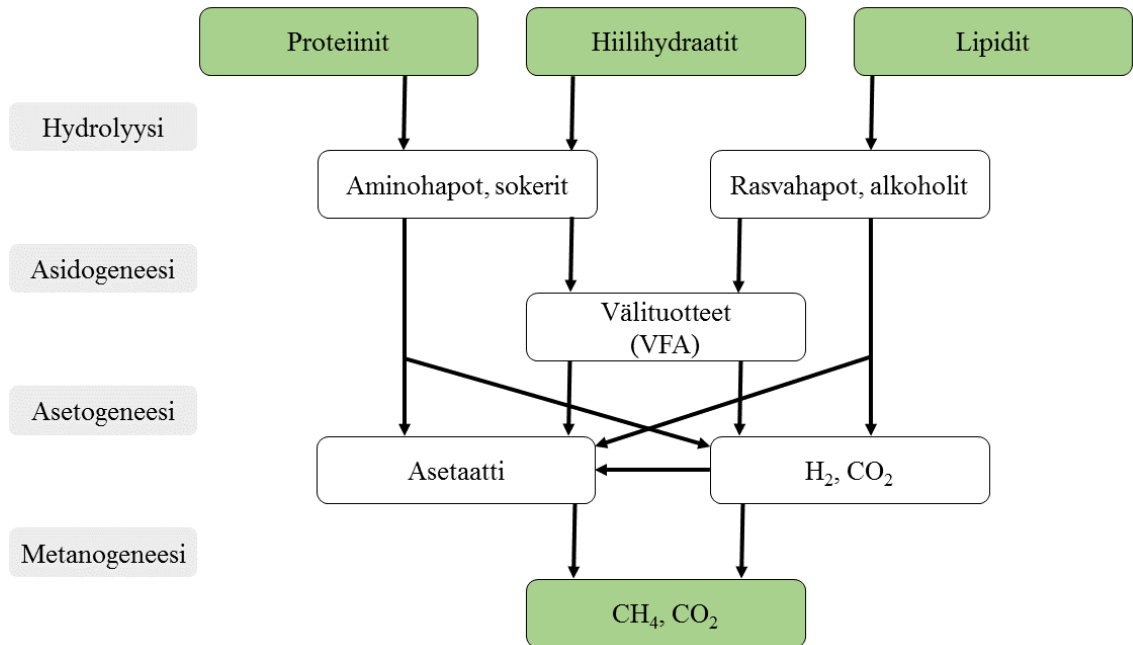 Proteiinit
Hiilihydraatit
Lipidit
Hydrolyysi
Aminohapot, sokerit
Rasvahapot, alkoholit
Asidogeneesi
Välituotteet
(VFA)
Asetogeneesi
Asetaatti
H₂, CO₂
Metanogeneesi
CH₄, CO₂